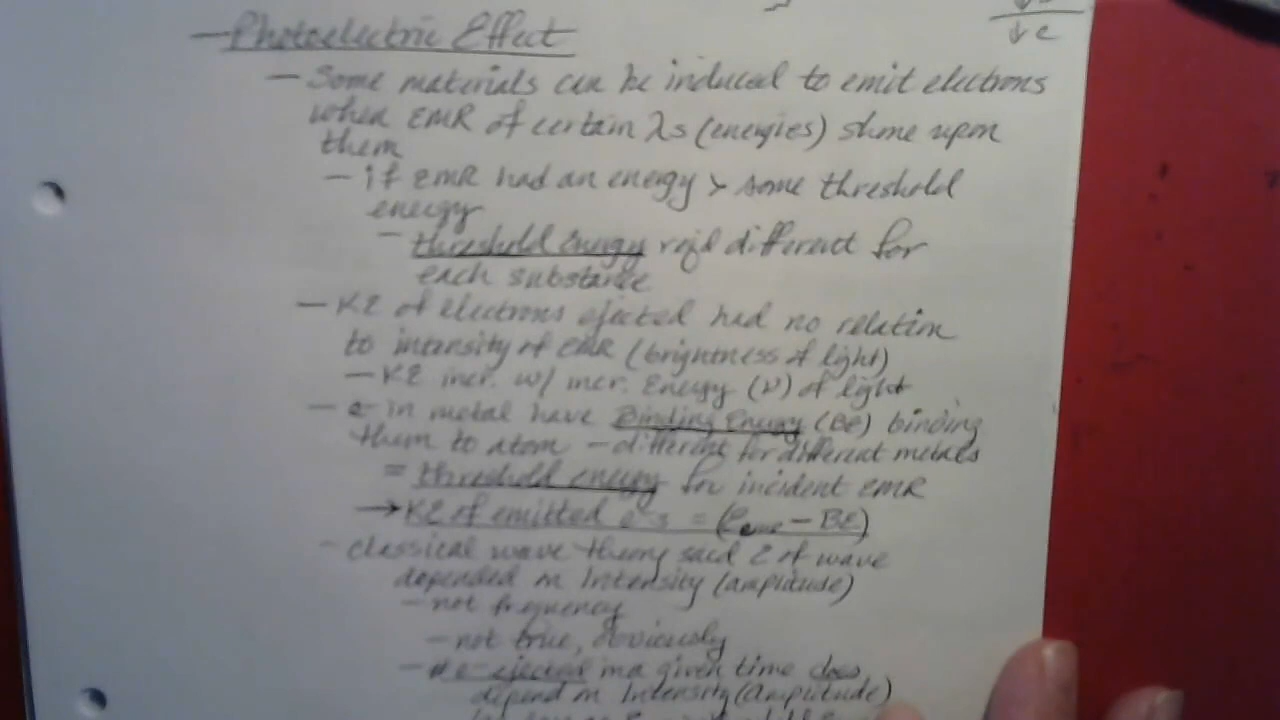 ↓e
— Photoelectric Effect
— Some materials can be induced to emit electrons
when EMR of certain λs (energies) shone upon
them
— if EMR had an energy > some threshold
energy
— threshold energy req'd different for
each substance
— KE of electrons ejected had no relation
to intensity of EMR (brightness of light)
— KE incr. w/ incr. Energy (ν) of light
— e- in metal have Binding Energy (BE) binding
them to atom — different for different metals
= threshold energy for incident EMR
→ KE of emitted e-s = (E - BE)
- classical wave theory said E of wave
depended on Intensity (amplitude)
— not frequency
— not true, obviously
— # e- ejected in a given time does
depend on Intensity (Amplitude)